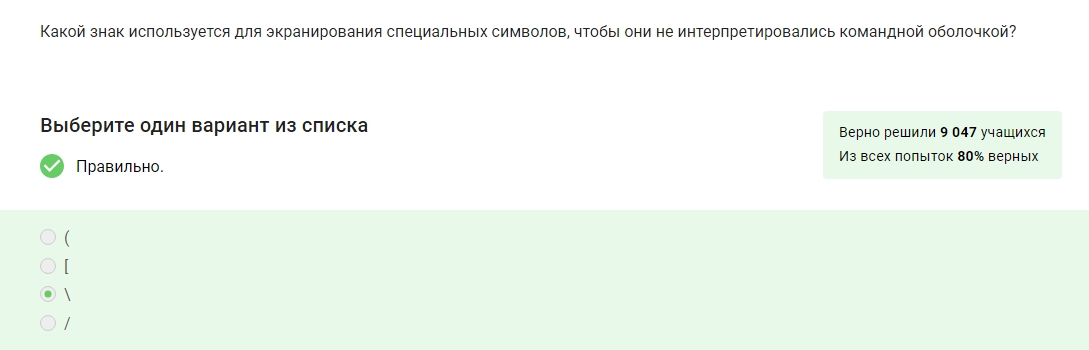 Какой знак используется для экранирования специальных символов, чтобы они не интерпретировались командной оболочкой?
Выберите один вариант из списка
Правильно.
Верно решили 9 047 учащихся
Из всех попыток 80% верных
(
[
\
/